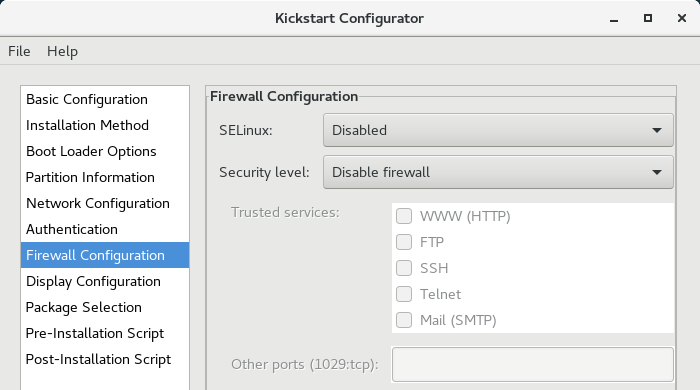 Kickstart Configurator
File Help
Basic Configuration
Installation Method
Boot Loader Options
Partition Information
Network Configuration
Authentication
Firewall Configuration
Display Configuration
Package Selection
Pre-Installation Script
Post-Installation Script
Firewall Configuration
SELinux: Disabled
Security level: Disable firewall
Trusted services: WWW (HTTP)
FTP
SSH
Telnet
Mail (SMTP)
Other ports (1029:tcp):